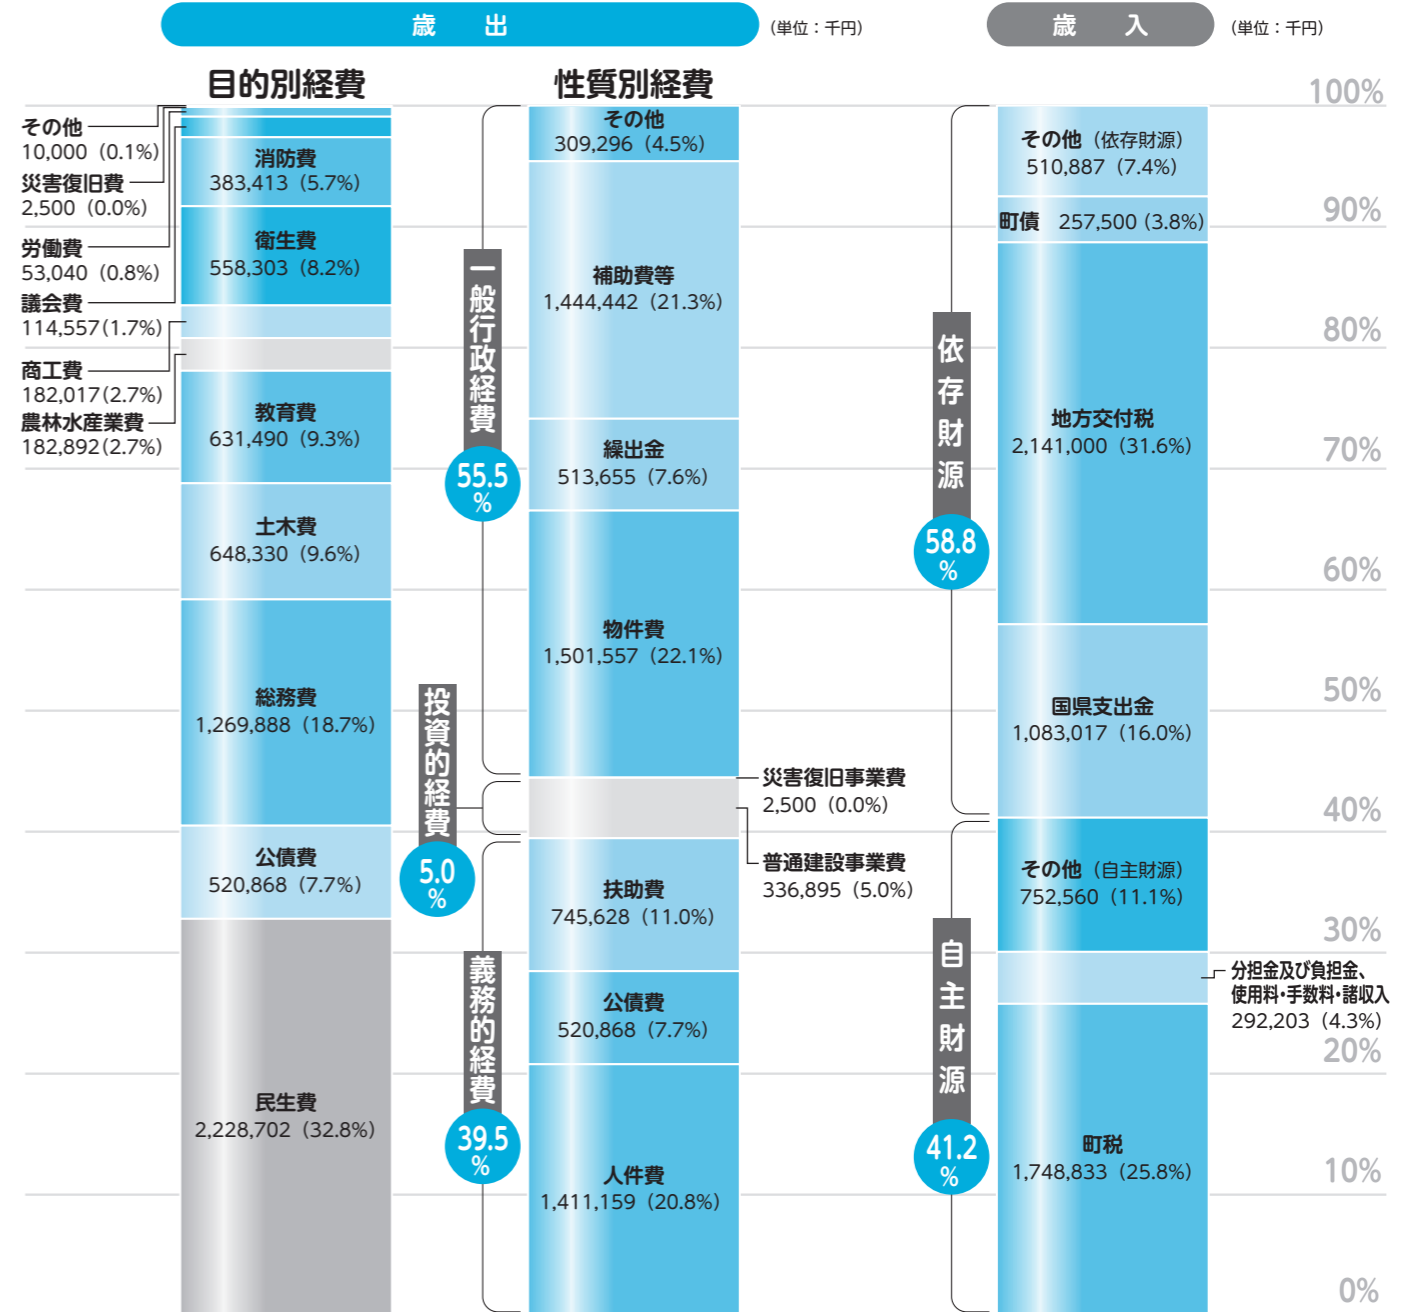 歳　出
（単位：千円）
歳　入
（単位：千円）
目的別経費
その他
10,000（0.1%）
災害復旧費
2,500（0.0%）
労働費
53,040（0.8%）
議会費
114,557（1.7%）
商工費
182,017（2.7%）
農林水産業費
182,892（2.7%）
消防費
383,413（5.7%）
衛生費
558,303（8.2%）
教育費
631,490（9.3%）
土木費
648,330（9.6%）
総務費
1,269,888（18.7%）
公債費
520,868（7.7%）
民生費
2,228,702（32.8%）
性質別経費
一般行政経費
55.5
%
投資的経費
5.0
%
義務的経費
39.5
%
その他
309,296（4.5%）
補助費等
1,444,442（21.3%）
繰出金
513,655（7.6%）
物件費
1,501,557（22.1%）
災害復旧事業費
2,500（0.0%）
普通建設事業費
336,895（5.0%）
扶助費
745,628（11.0%）
公債費
520,868（7.7%）
人件費
1,411,159（20.8%）
依存財源
58.8
%
自主財源
41.2
%
その他（依存財源）
510,887（7.4%）
町債　257,500（3.8%）
地方交付税
2,141,000（31.6%）
国県支出金
1,083,017（16.0%）
その他（自主財源）
752,560（11.1%）
分担金及び負担金、
使用料・手数料・諸収入
292,203（4.3%）
町税
1,748,833（25.8%）
100%
90%
80%
70%
60%
50%
40%
30%
20%
10%
0%